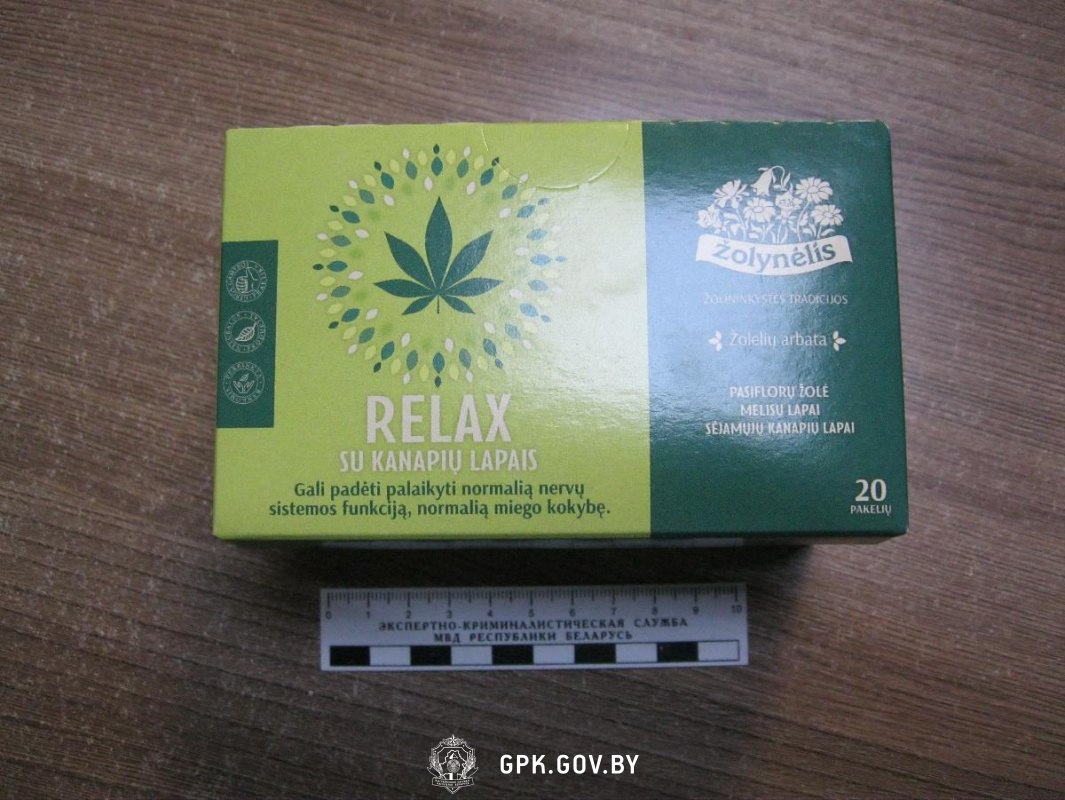 RELAX
SU KANAPIŲ LAPAIS
Gali padėti palaikyti normalią nervų
sistemos funkciją, normalią miego kokybę.
žolynėlis
ŽOLININKYSTĖS TRADICIJOS
Žolelių arbata
PASIFLORŲ ŽOLĖ
MELISŲ LAPAI
SĖJAMŲJŲ KANAPIŲ LAPAI
20
PAKELIŲ
0 1 2 3 4 5 6 7 8 9 10
ЭКСПЕРТНО-КРИМИНАЛИСТИЧЕСКАЯ СЛУЖБА
МВД РЕСПУБЛИКИ БЕЛАРУСЬ
GPK.GOV.BY